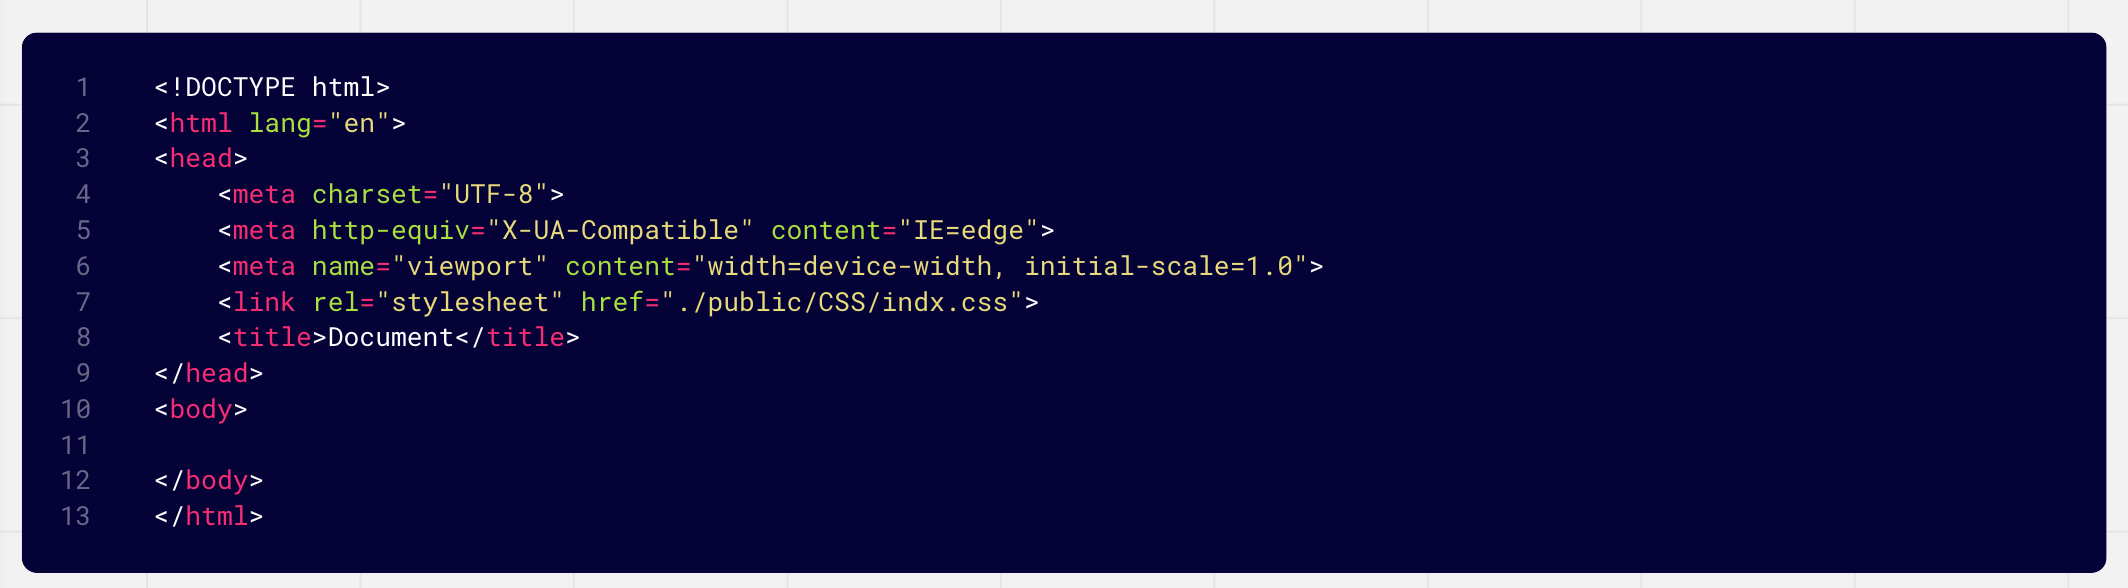 1 <!DOCTYPE html>
2 <html lang="en">
3 <head>
4     <meta charset="UTF-8">
5     <meta http-equiv="X-UA-Compatible" content="IE=edge">
6     <meta name="viewport" content="width=device-width, initial-scale=1.0">
7     <link rel="stylesheet" href="./public/CSS/indx.css">
8     <title>Document</title>
9 </head>
10 <body>
11
12 </body>
13 </html>